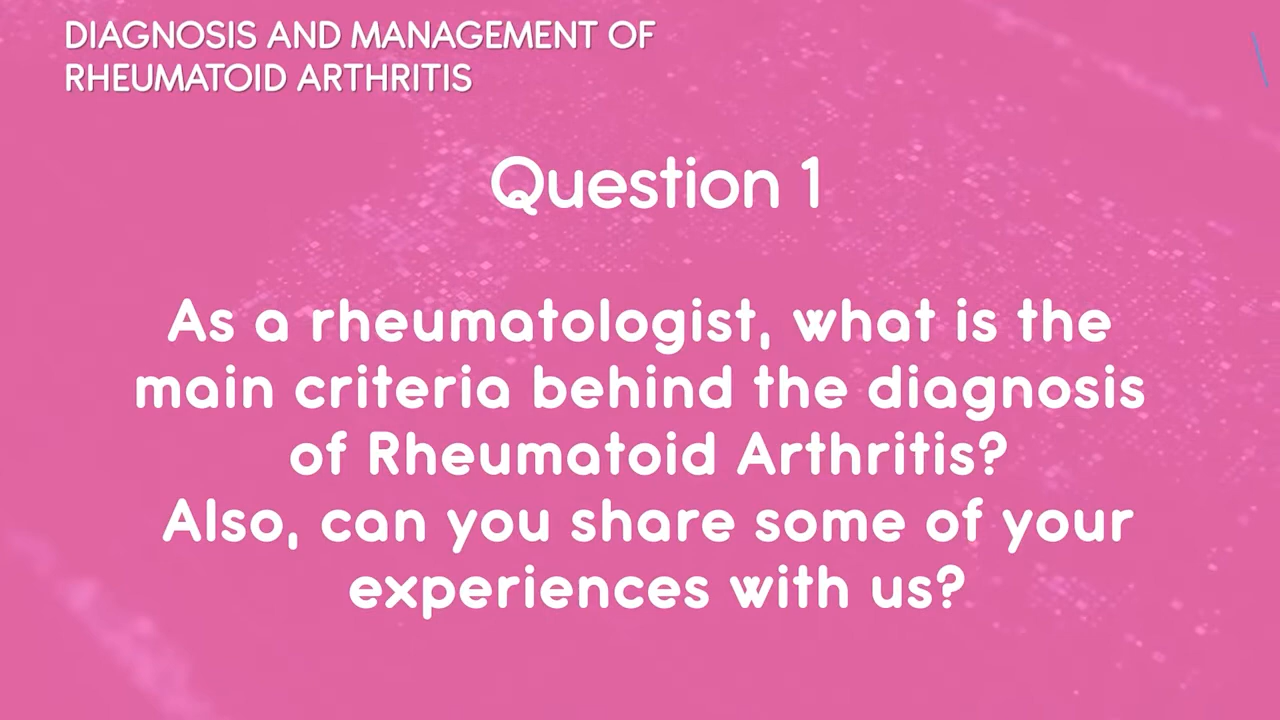 DIAGNOSIS AND MANAGEMENT OF
RHEUMATOID ARTHRITIS
Question 1
As a rheumatologist, what is the
main criteria behind the diagnosis
of Rheumatoid Arthritis?
Also, can you share some of your
experiences with us?